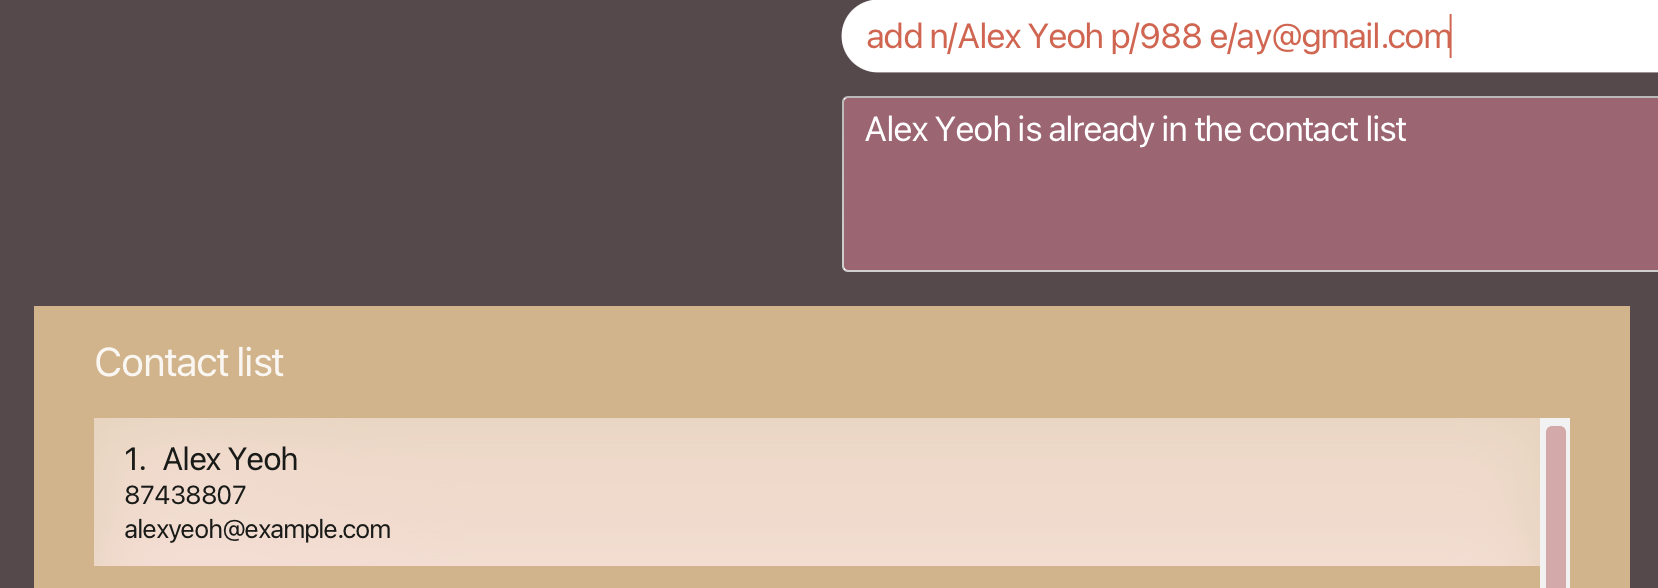 add n/Alex Yeoh p/988 e/ay@gmail.com
Alex Yeoh is already in the contact list
Contact list
1. Alex Yeoh
87438807
alexyeoh@example.com